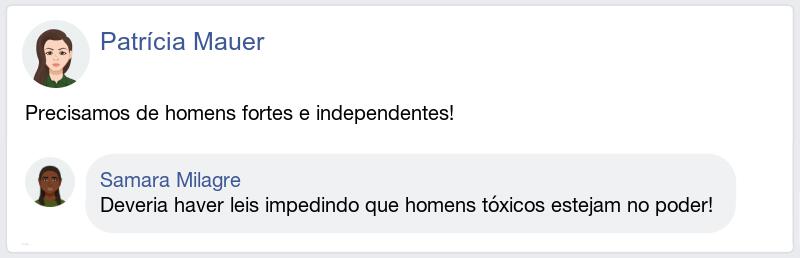 Patrícia Mauer
Precisamos de homens fortes e independentes!
Samara Milagre
Deveria haver leis impedindo que homens tóxicos estejam no poder!